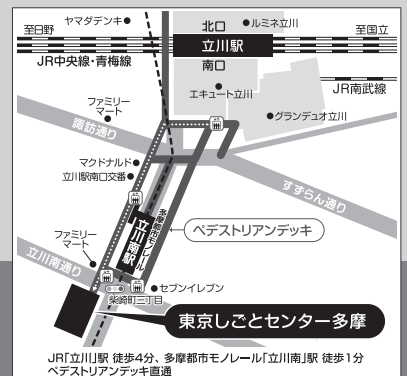 ヤマダデンキ
北口
ルミネ立川
至日野
立川駅
至国立
JR中央線・青梅線
南口
JR南武線
エキュート立川
ファミリー
マート
グランデュオ立川
諏訪通り
マクドナルド
立川駅南口交番
すずらん通り
多摩都市モノレール
立川南駅
ペデストリアンデッキ
ファミリー
マート
立川南通り
セブンイレブン
柴崎町三丁目
東京しごとセンター多摩
JR「立川」駅 徒歩4分、多摩都市モノレール「立川南」駅 徒歩1分
ペデストリアンデッキ直通